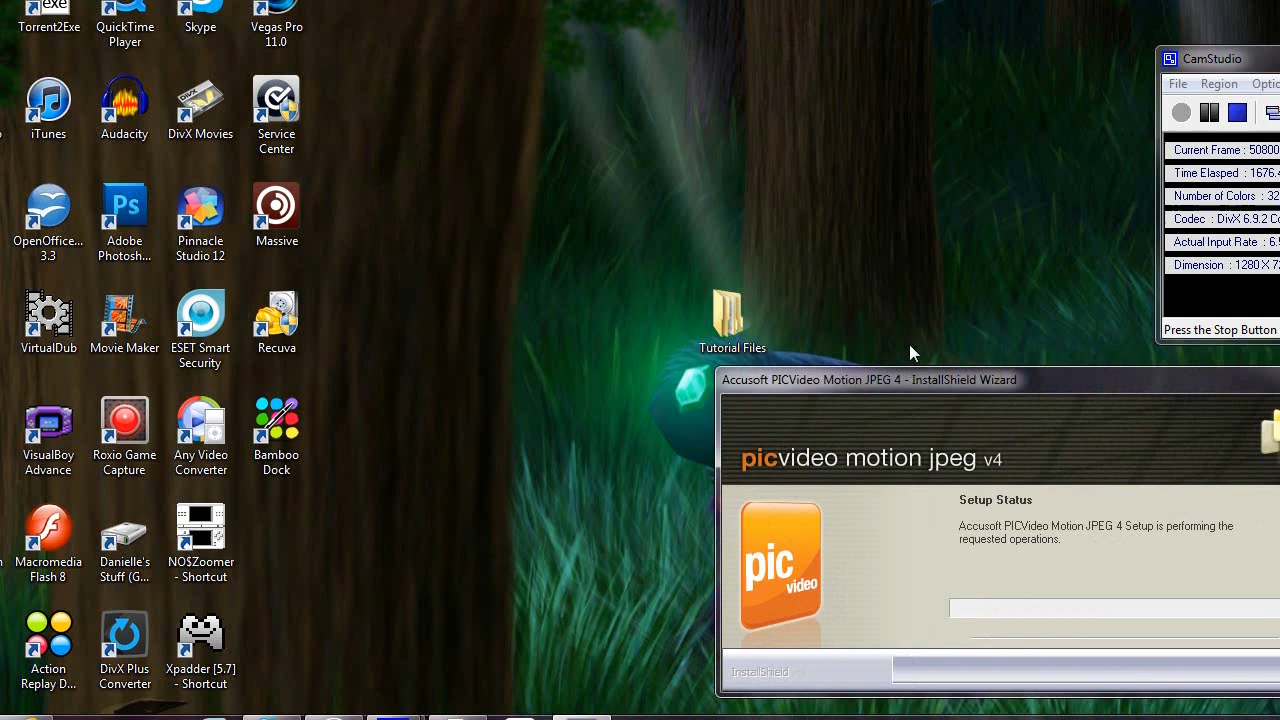 Torrent2Exe
QuickTime
Player
Skype
Vegas Pro
11.0
iTunes
Audacity
DivX Movies
Service
Center
OpenOffice...
3.3
Ps
Adobe
Photosh...
Pinnacle
Studio 12
Massive
VirtualDub
Movie Maker
ESET Smart
Security
Recuva
VisualBoy
Advance
Roxio Game
Capture
Any Video
Converter
Bamboo
Dock
Macromedia
Flash 8
Danielle's
Stuff (G...
NO$Zoomer
- Shortcut
Action
Replay D...
DivX Plus
Converter
Xpadder [5.7]
- Shortcut
Tutorial Files
CamStudio
File Region Optio
Current Frame : 50800
Time Elasped : 1676.4
Number of Colors : 32
Codec : DivX 6.9.2 Co
Actual Input Rate : 6.5
Dimension : 1280 X 7
Press the Stop Button
Accusoft PICVideo Motion JPEG 4 - InstallShield Wizard
picvideo motion jpeg v4
pic
video
Setup Status
Accusoft PICVideo Motion JPEG 4 Setup is performing the
requested operations.
InstallShield